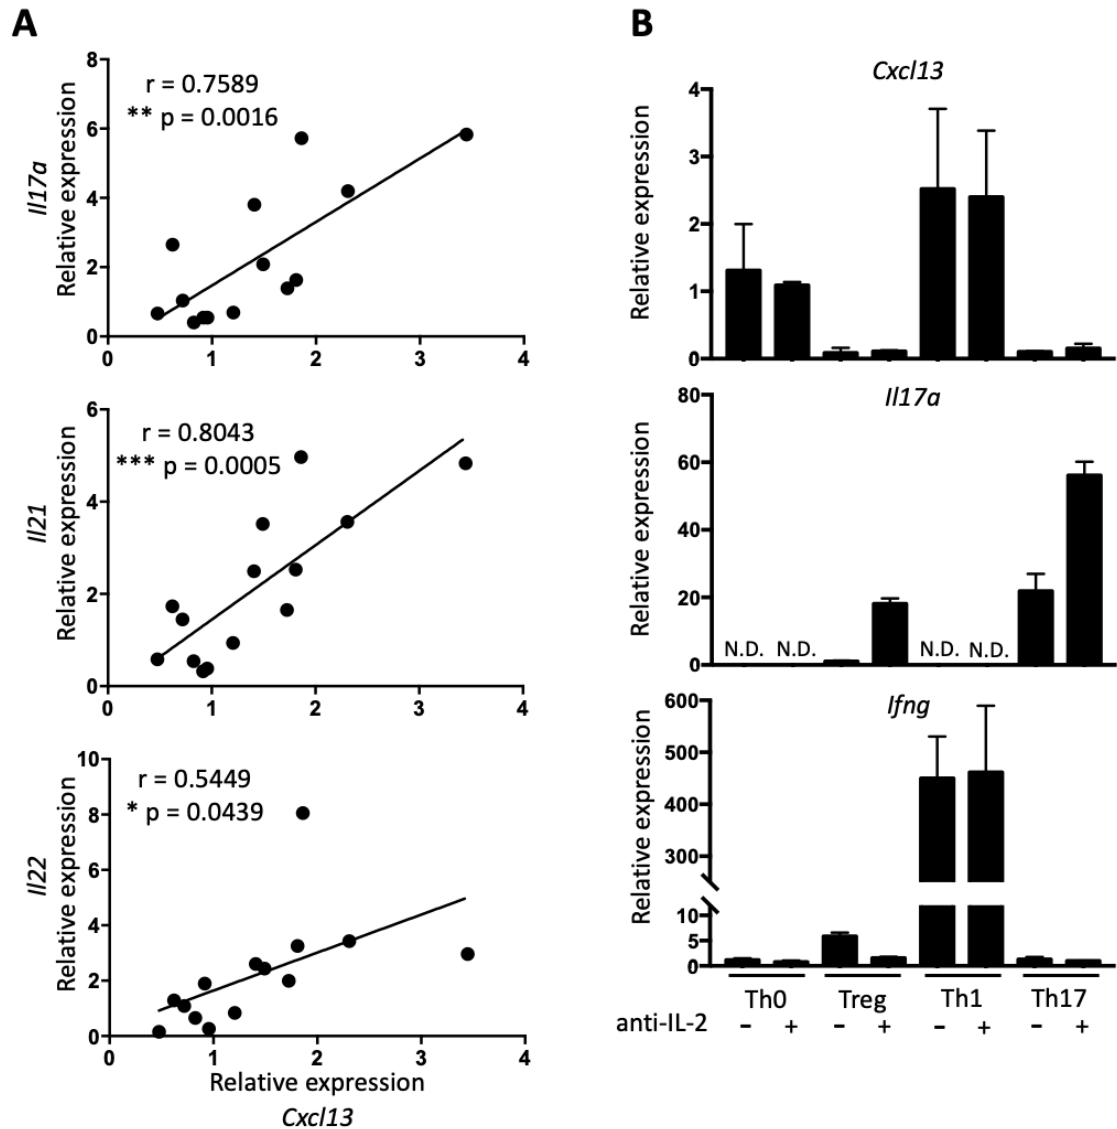 A
r = 0.7589
** p = 0.0016
Il17a
Relative expression
8
6
4
2
0
0 1 2 3 4
r = 0.8043
*** p = 0.0005
Il21
Relative expression
6
4
2
0
0 1 2 3 4
r = 0.5449
* p = 0.0439
Il22
Relative expression
10
8
6
4
2
0
0 1 2 3 4
Relative expression
Cxcl13
B
Cxcl13
Relative expression
4
3
2
1
0
Il17a
Relative expression
80
60
40
20
0
N.D. N.D. N.D. N.D.
Ifng
Relative expression
600
500
400
300
10
5
0
Th0 Treg Th1 Th17
anti-IL-2 - + - + - + - +